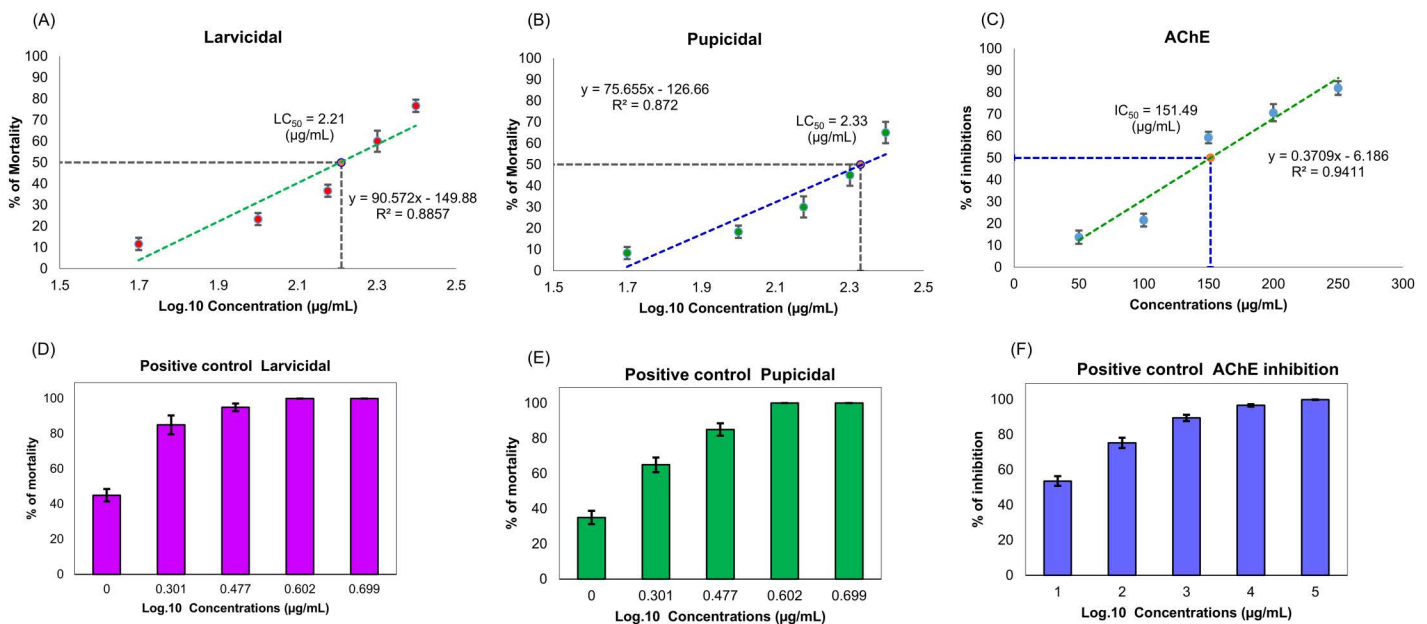 (A)
Larvicidal
% of Mortality
100
90
80
70
60
50
40
30
20
10
0
LC50 = 2.21
(µg/mL)
y = 90.572x - 149.88
R² = 0.8857
1.5 1.7 1.9 2.1 2.3 2.5
Log.10 Concentration (µg/mL)
(B)
Pupicidal
% of Mortality
100
90
80
70
60
50
40
30
20
10
0
y = 75.655x - 126.66
R² = 0.872
LC50 = 2.33
(µg/mL)
1.5 1.7 1.9 2.1 2.3 2.5
Log.10 Concentration (µg/mL)
(C)
AChE
% of inhibitions
100
90
80
70
60
50
40
30
20
10
0
IC50 = 151.49
(µg/mL)
y = 0.3709x - 6.186
R² = 0.9411
0 50 100 150 200 250 300
Concentrations (µg/mL)
(D)
Positive control Larvicidal
% of mortality
100
80
60
40
20
0
0 0.301 0.477 0.602 0.699
Log.10 Concentrations (µg/mL)
(E)
Positive control Pupicidal
% of mortality
100
80
60
40
20
0
0 0.301 0.477 0.602 0.699
Log.10 Concentrations (µg/mL)
(F)
Positive control AChE inhibition
% of inhibition
100
80
60
40
20
0
1 2 3 4 5
Log.10 Concentrations (µg/mL)